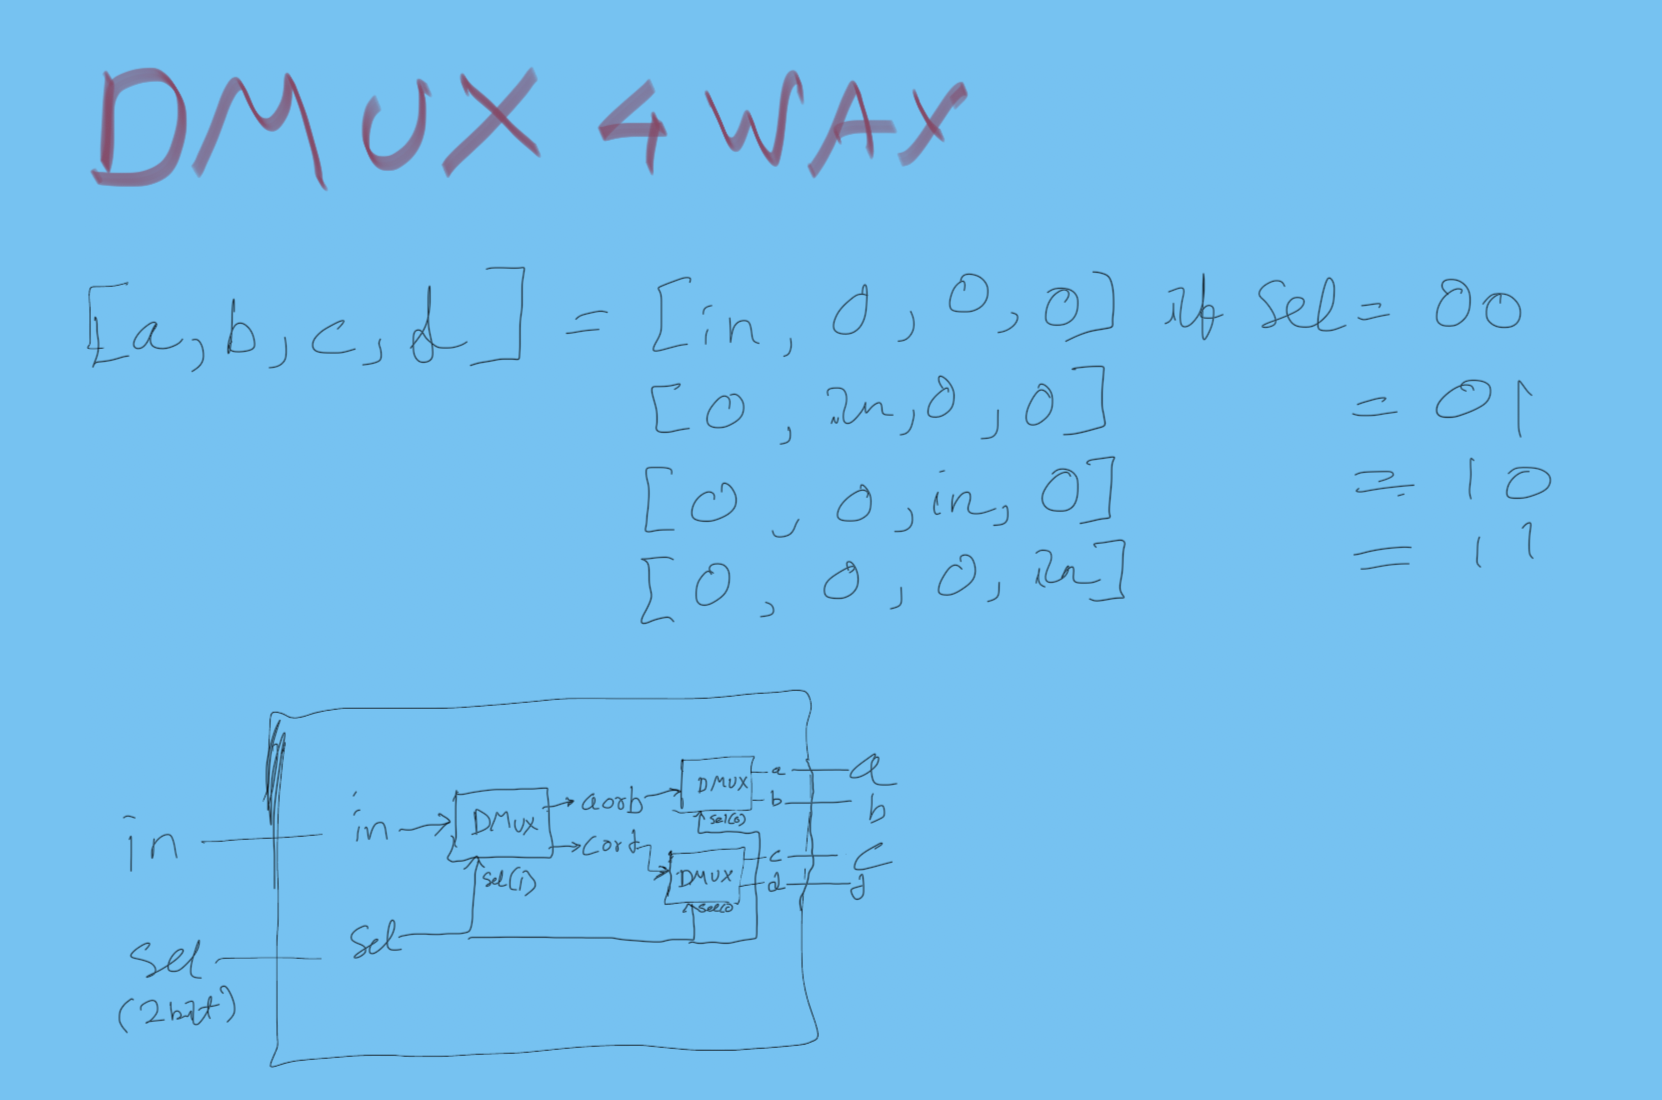 DMUX 4 WAY
[a, b, c, d] = [in, 0, 0, 0] if sel = 00
[0, in, 0, 0] = 01
[0, 0, in, 0] = 10
[0, 0, 0, in] = 11
in
in
DMUX
aorb
cord
sel(1)
DMUX
a
b
sel(0)
DMUX
c
d
sel(0)
a
b
c
d
sel
(2bit)
sel